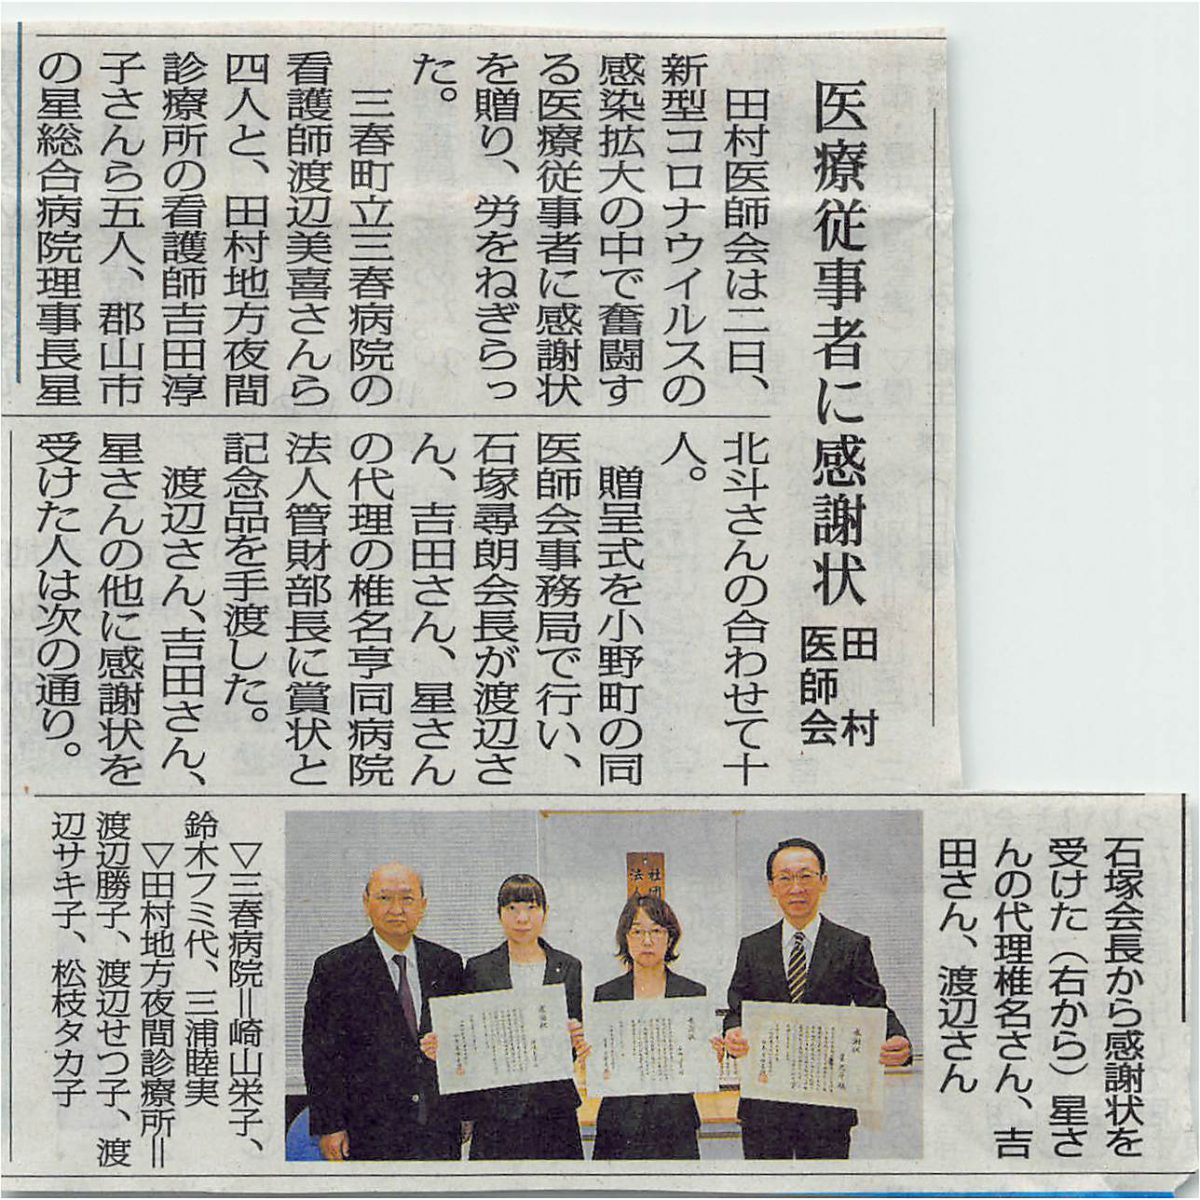 医療従事者に感謝状
田村
医師会
田村医師会は二日、
新型コロナウイルスの
感染拡大の中で奮闘す
る医療従事者に感謝状
を贈り、労をねぎらっ
た。
三春町立三春病院の
看護師渡辺美喜さんら
四人と、田村地方夜間
診療所の看護師吉田淳
子さんら五人、郡山市
の星総合病院理事長星
北斗さんの合わせて十
人。
贈呈式を小野町の同
医師会事務局で行い、
石塚尋朗会長が渡辺さ
ん、吉田さん、星さん
の代理の椎名亨同病院
法人管財部長に賞状と
記念品を手渡した。
渡辺さん、吉田さん、
星さんの他に感謝状を
受けた人は次の通り。
石塚会長から感謝状を
受けた（右から）星さ
んの代理椎名さん、吉
田さん、渡辺さん
社団
法人
感謝状
感謝状
感謝状
▽三春病院＝崎山栄子、
鈴木フミ代、三浦睦実
▽田村地方夜間診療所＝
渡辺勝子、渡辺せつ子、渡
辺サキ子、松枝タカ子